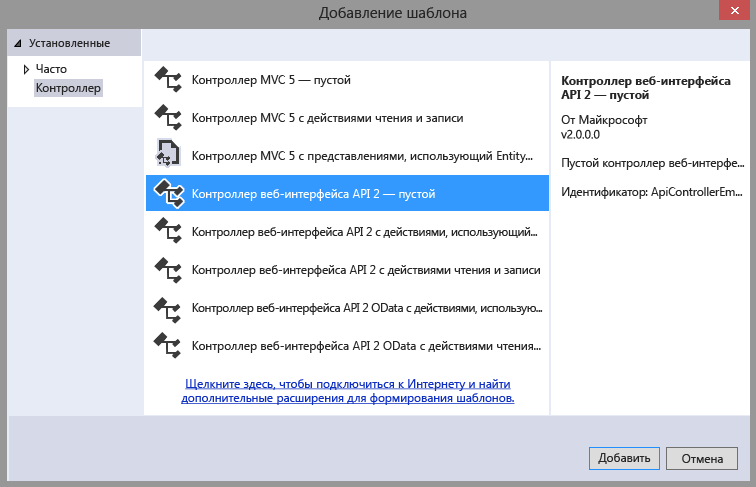 Добавление шаблона
Установленные
Часто
Контроллер
Контроллер MVC 5 — пустой
Контроллер MVC 5 с действиями чтения и записи
Контроллер MVC 5 с представлениями, использующий Entity...
Контроллер веб-интерфейса API 2 — пустой
Контроллер веб-интерфейса API 2 с действиями, использующий...
Контроллер веб-интерфейса API 2 с действиями чтения и записи
Контроллер веб-интерфейса API 2 OData с действиями, использую...
Контроллер веб-интерфейса API 2 OData с действиями чтения...
Щелкните здесь, чтобы подключиться к Интернету и найти
дополнительные расширения для формирования шаблонов.
Контроллер веб-интерфейса
API 2 — пустой
От Майкрософт
v2.0.0.0
Пустой контроллер веб-интерфе...
Идентификатор: ApiControllerEm...
Добавить
Отмена